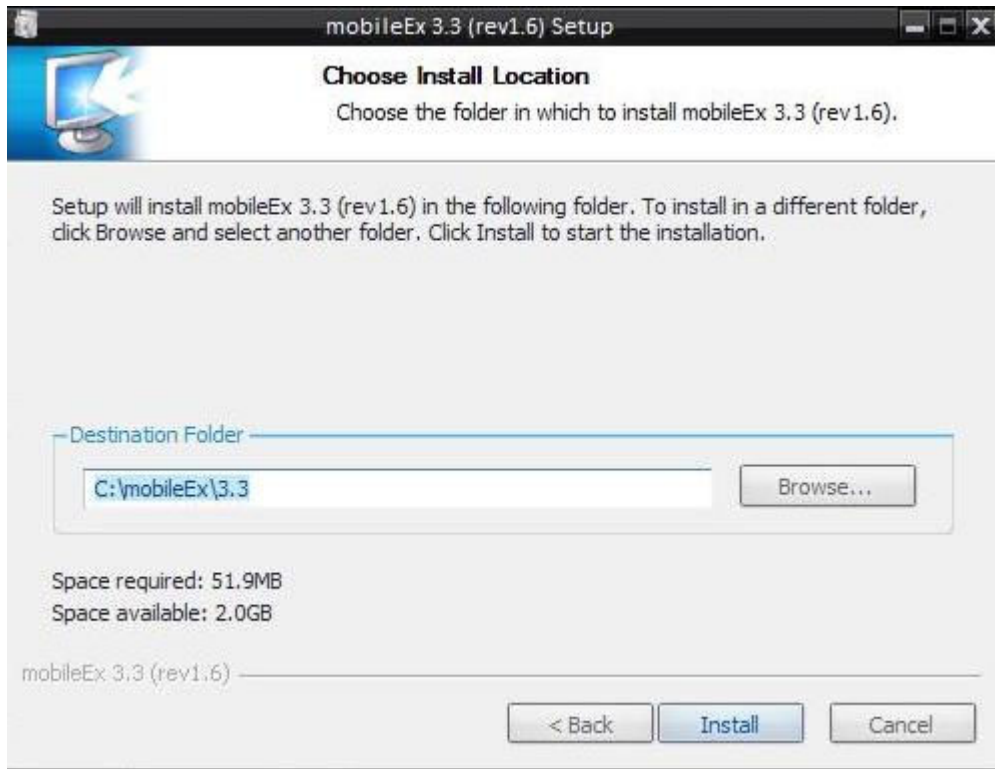 mobileEx 3.3 (rev1.6) Setup
Choose Install Location
Choose the folder in which to install mobileEx 3.3 (rev1.6).
Setup will install mobileEx 3.3 (rev1.6) in the following folder. To install in a different folder,
click Browse and select another folder. Click Install to start the installation.
Destination Folder
C:\mobileEx\3.3
Browse...
Space required: 51.9MB
Space available: 2.0GB
mobileEx 3.3 (rev1.6)
< Back
Install
Cancel